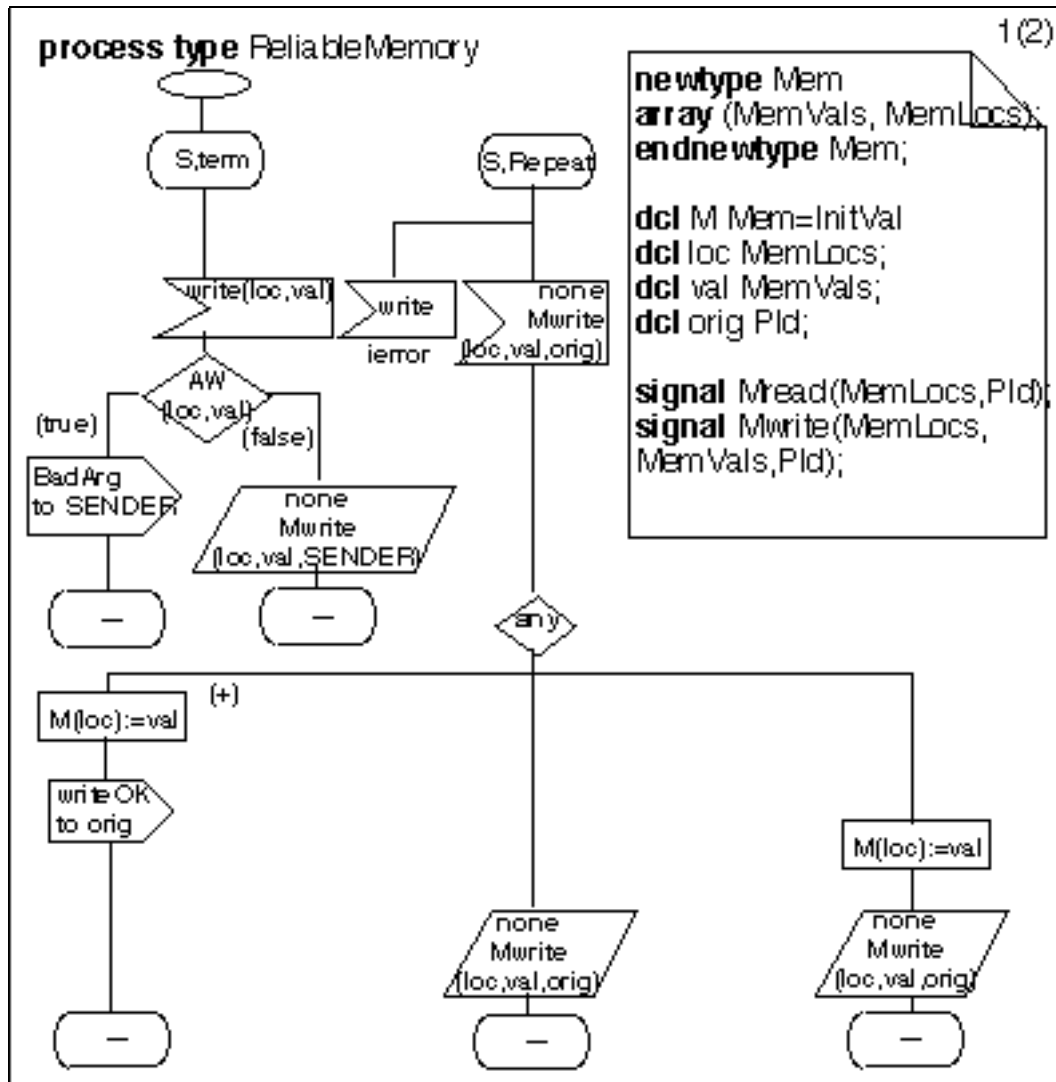 1(2)
process type ReliableMemory
newtype Mem
array (MemVals, MemLocs);
endnewtype Mem;
dcl M Mem=InitVal
dcl loc MemLocs;
dcl val MemVals;
dcl orig PId;
signal Mread(MemLocs,PId);
signal Mwrite(MemLocs,
MemVals,PId);
S,term
S,Repeat
write(loc,val)
write
ierror
none
Mwrite
(loc,val,orig)
AW
(loc,val)
(true)
(false)
BadArg
to SENDER
none
Mwrite
(loc,val,SENDER)
–
–
any
(+)
M(loc):=val
writeOK
to orig
M(loc):=val
none
Mwrite
(loc,val,orig)
none
Mwrite
(loc,val,orig)
–
–
–